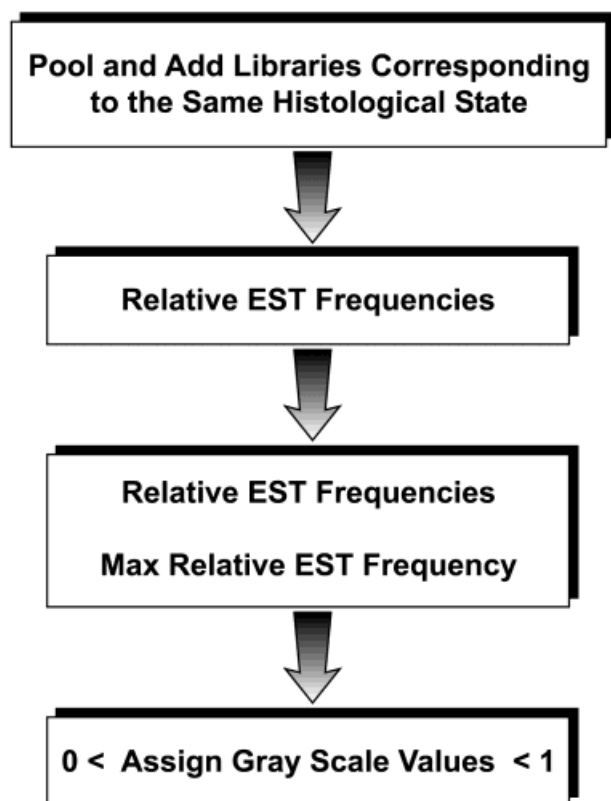 Pool and Add Libraries Corresponding
to the Same Histological State
Relative EST Frequencies
Relative EST Frequencies
Max Relative EST Frequency
0 < Assign Gray Scale Values < 1